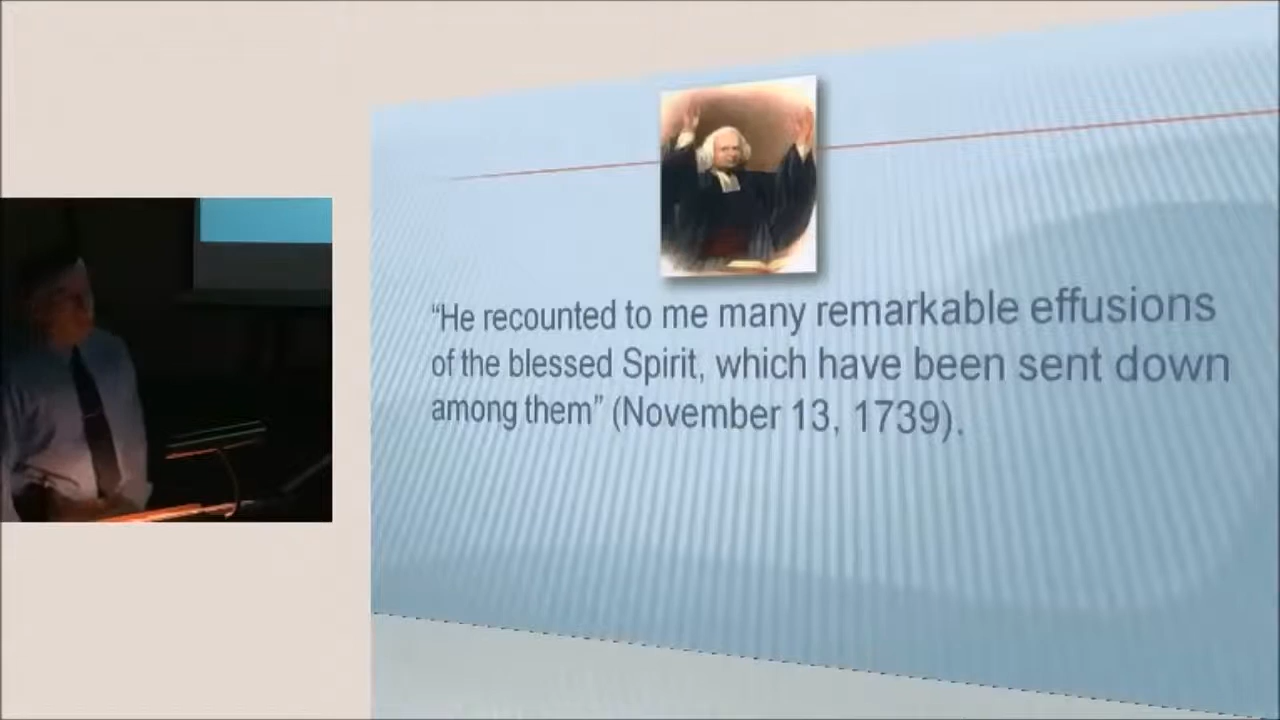 “He recounted to me many remarkable effusions
of the blessed Spirit, which have been sent down
among them” (November 13, 1739).